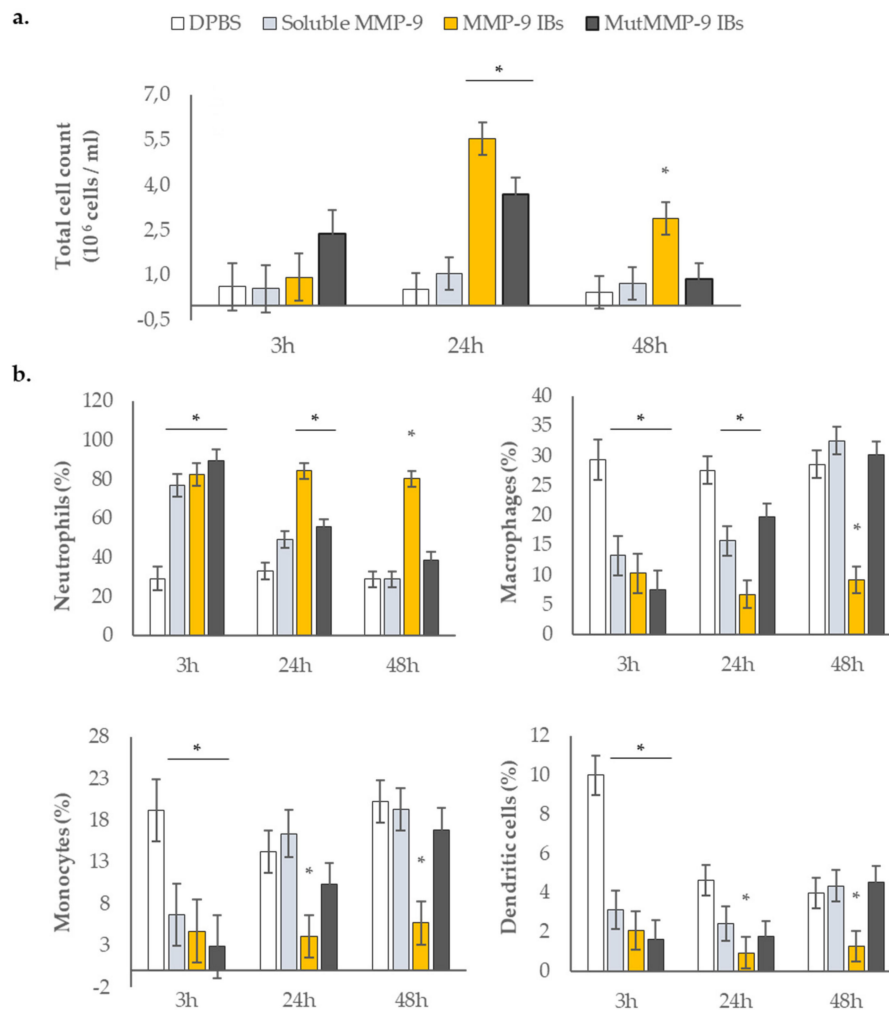 a.
DPBS Soluble MMP-9 MMP-9 IBs MutMMP-9 IBs
Total cell count
(10⁶ cells / ml)
7,0
5,5
4,0
2,5
1,0
-0,5
*
*
3h 24h 48h
b.
Neutrophils (%)
120
100
80
60
40
20
0
* * *
3h 24h 48h
Macrophages (%)
40
35
30
25
20
15
10
5
0
* * *
3h 24h 48h
Monocytes (%)
28
23
18
13
8
3
-2
* * *
3h 24h 48h
Dendritic cells (%)
12
10
8
6
4
2
0
* * *
3h 24h 48h